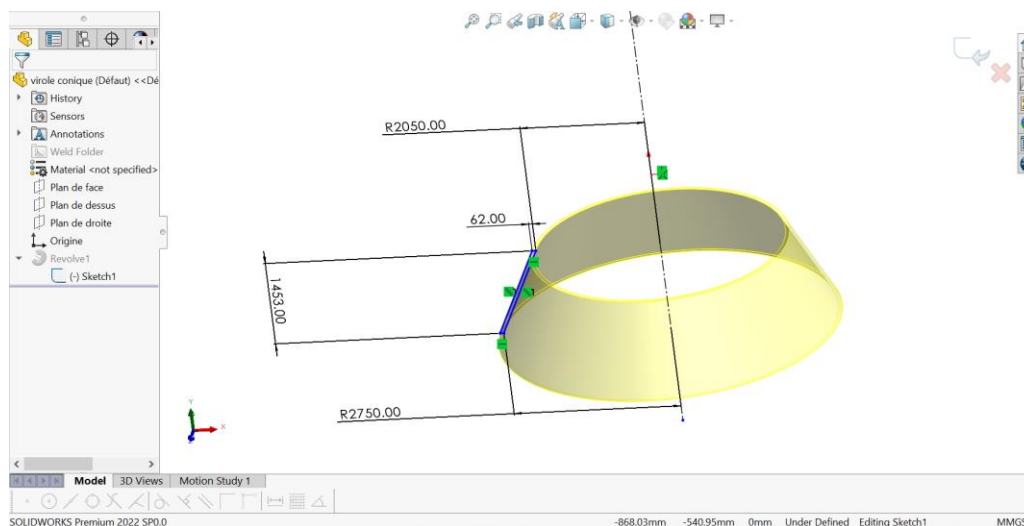 virole conique (Défaut) <<Dé
History
Sensors
Annotations
Weld Folder
Material <not specified>
Plan de face
Plan de dessus
Plan de droite
Origine
Revolve1
(-) Sketch1
R2050.00
62.00
1453.00
R2750.00
Y
X
Model
3D Views
Motion Study 1
SOLIDWORKS Premium 2022 SP0.0
-868.03mm
-540.95mm
0mm
Under Defined
Editing Sketch1
MMGS